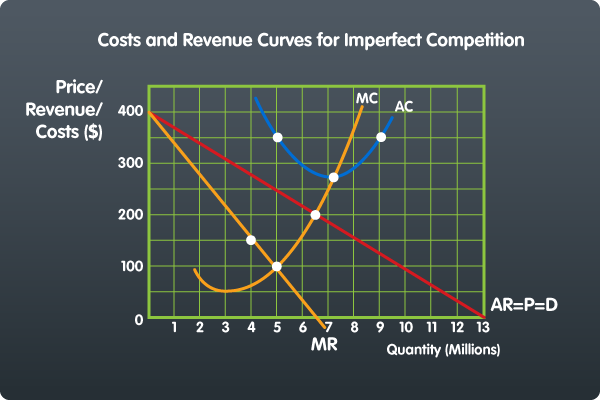 Costs and Revenue Curves for Imperfect Competition
Price/
Revenue/
Costs ($)
MC
AC
400
300
200
100
0
1 2 3 4 5 6 7 8 9 10 11 12 13
AR=P=D
MR
Quantity (Millions)